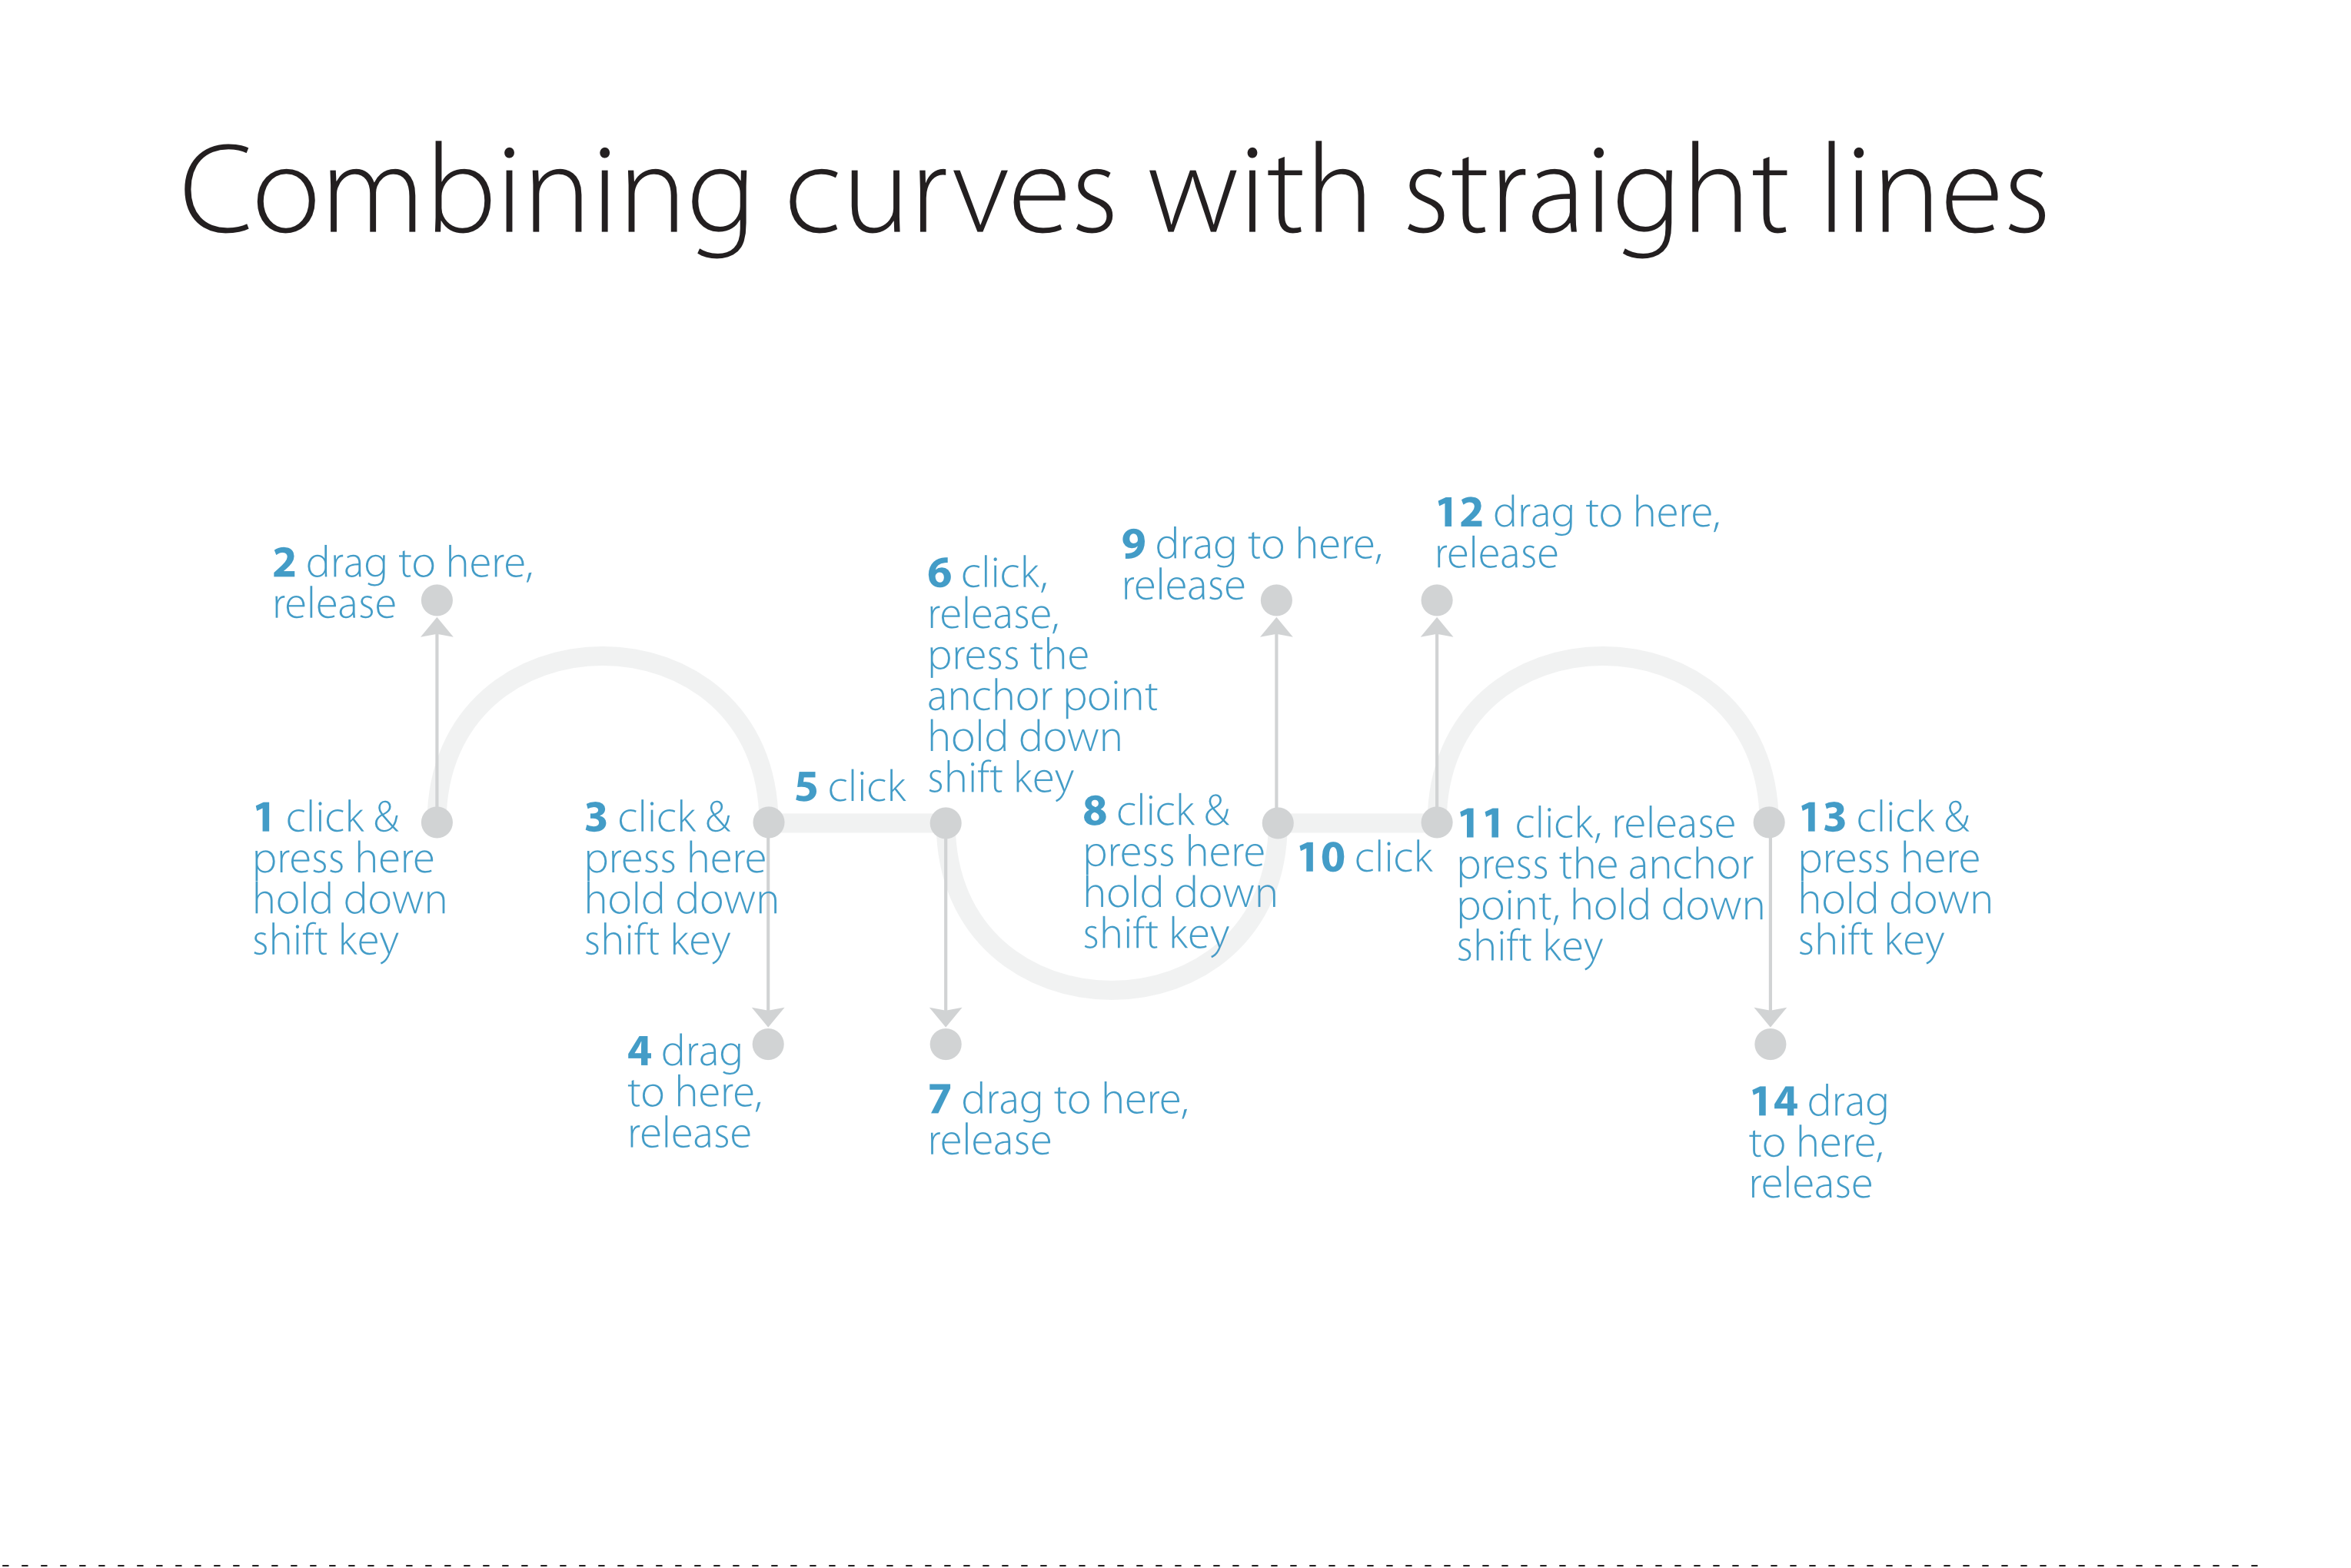 Combining curves with straight lines
1 click &
press here
hold down
shift key
2 drag to here,
release
3 click &
press here
hold down
shift key
4 drag
to here,
release
5 click
6 click,
release,
press the
anchor point
hold down
shift key
7 drag to here,
release
8 click &
press here
hold down
shift key
9 drag to here,
release
10 click
11 click, release
press the anchor
point, hold down
shift key
12 drag to here,
release
13 click &
press here
hold down
shift key
14 drag
to here,
release